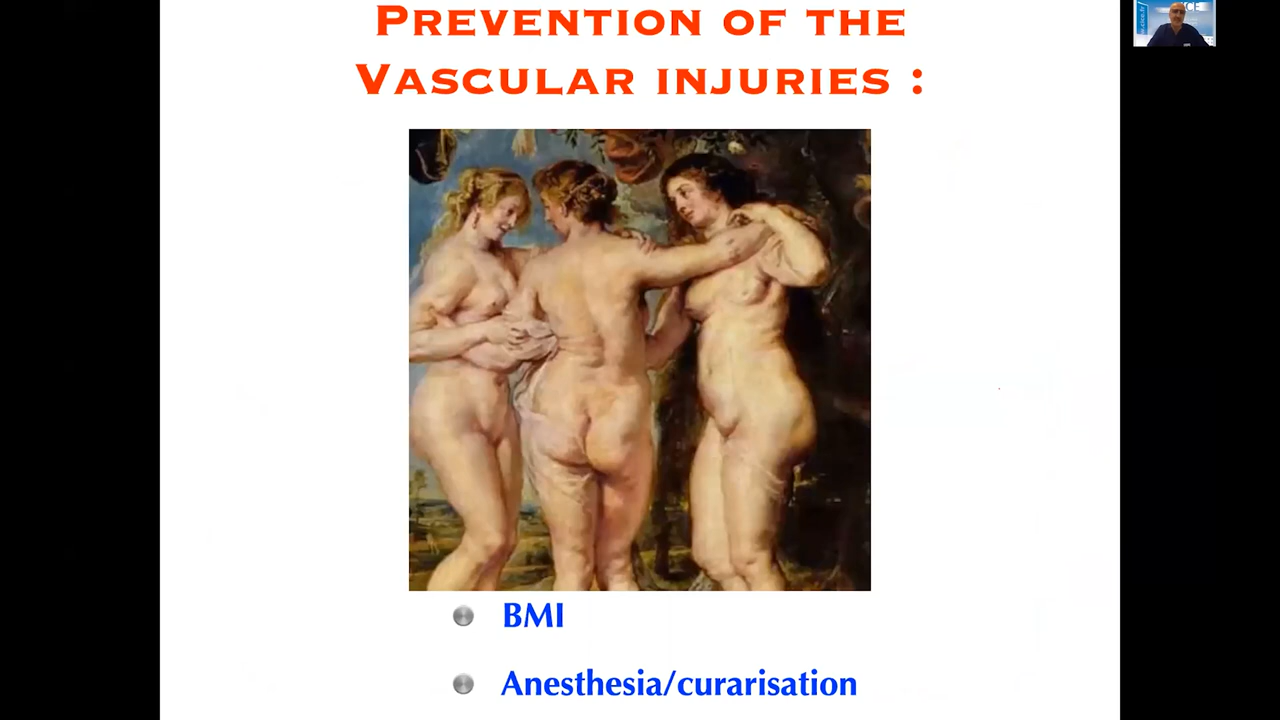 PREVENTION OF THE
VASCULAR INJURIES :
BMI
Anesthesia/curarisation